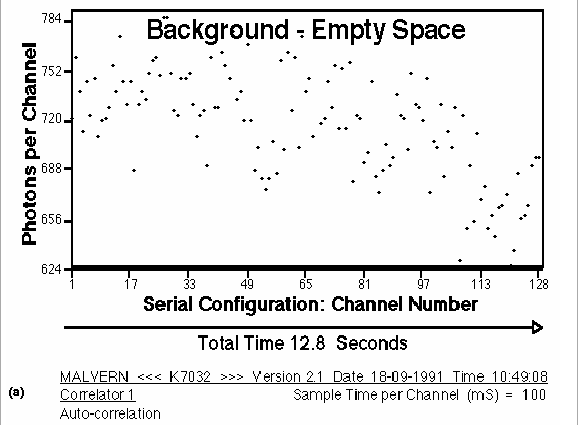 Background - Empty Space
Photons per Channel
784
752
720
688
656
624
1 17 33 49 65 81 97 113 128
Serial Configuration: Channel Number
Total Time 12.8 Seconds
MALVERN <<< K7032 >>> Version 2.1 Date 18-09-1991 Time 10:49:08
(a) Correlator 1 Sample Time per Channel (mS) = 100
Auto-correlation